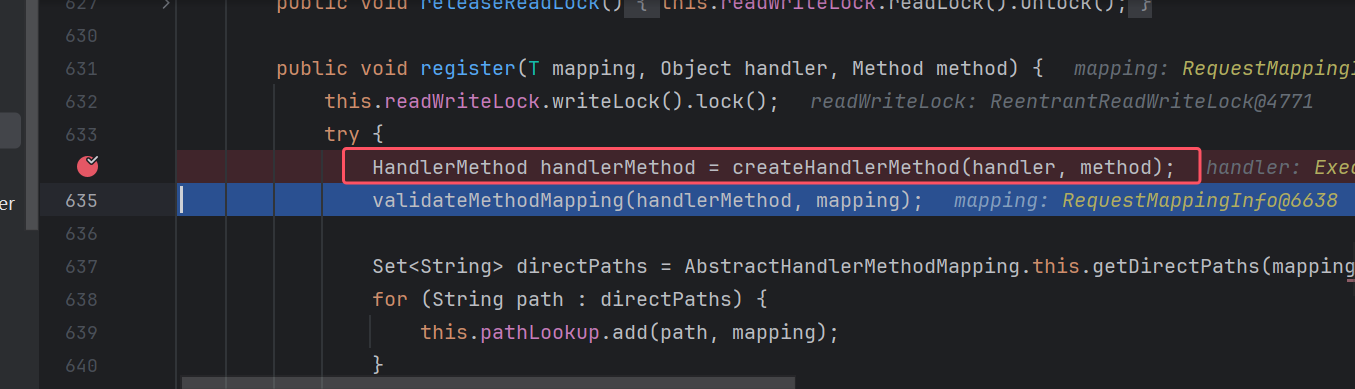 627 public void releaseReadLock() { this.readWriteLock.readLock().unlock(); }
630
631 public void register(T mapping, Object handler, Method method) { mapping: RequestMappingI
632 this.readWriteLock.writeLock().lock(); readWriteLock: ReentrantReadWriteLock@4771
633 try {
HandlerMethod handlerMethod = createHandlerMethod(handler, method); handler: Exec
er 635 validateMethodMapping(handlerMethod, mapping); mapping: RequestMappingInfo@6638
636
637 Set<String> directPaths = AbstractHandlerMethodMapping.this.getDirectPaths(mapping
638 for (String path : directPaths) {
639 this.pathLookup.add(path, mapping);
640 }